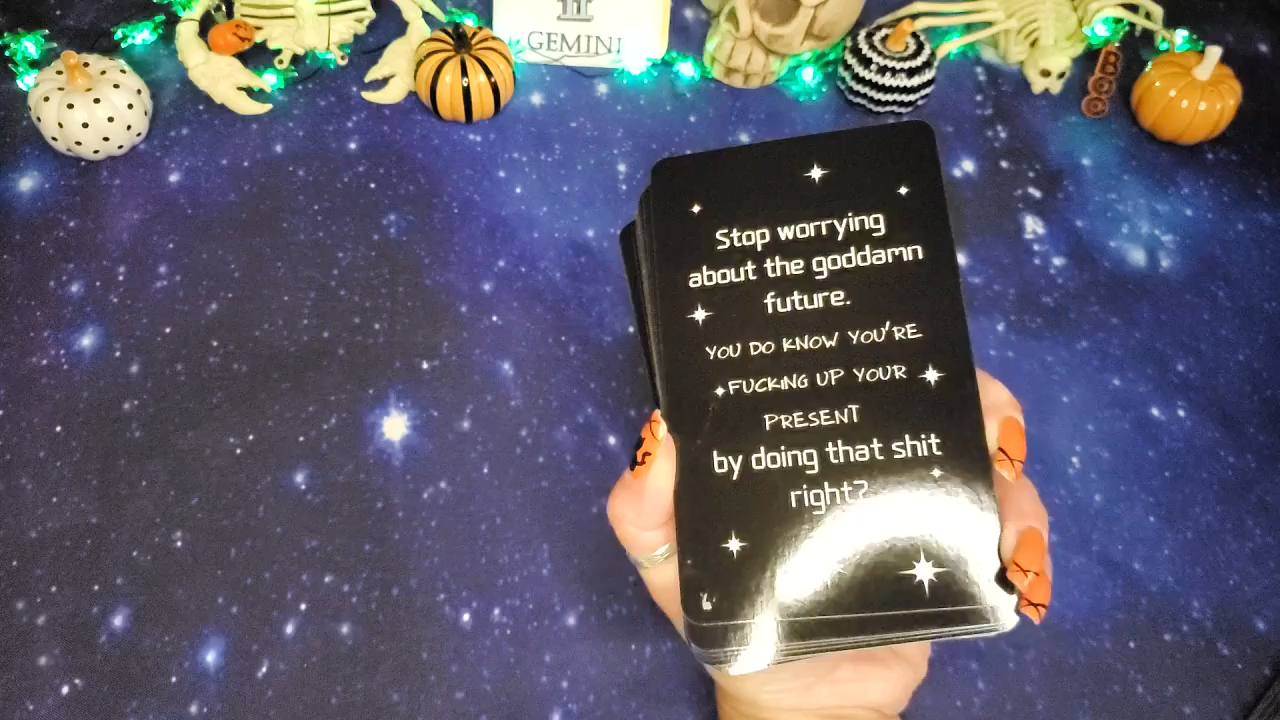 GEMINI
BOO
Stop worrying
about the goddamn
future.
YOU DO KNOW YOU'RE
FUCKING UP YOUR
PRESENT
by doing that shit
right?